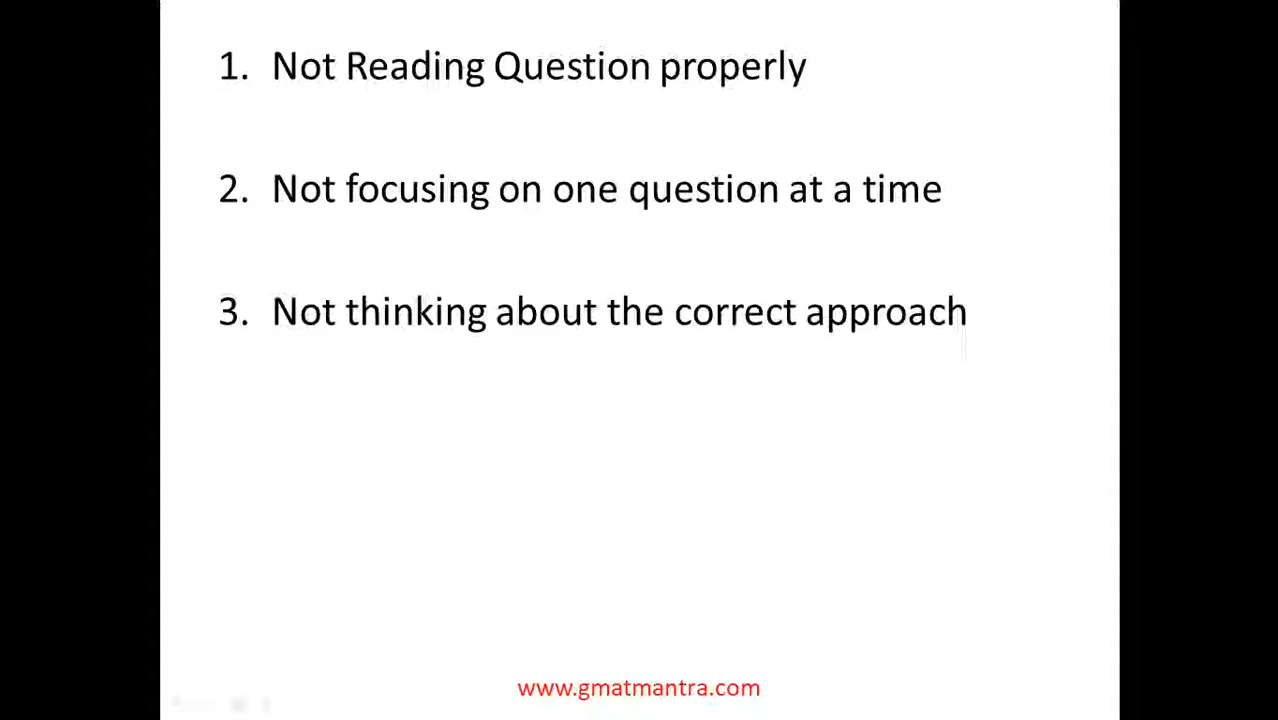 1. Not Reading Question properly
2. Not focusing on one question at a time
3. Not thinking about the correct approach
www.gmatmantra.com